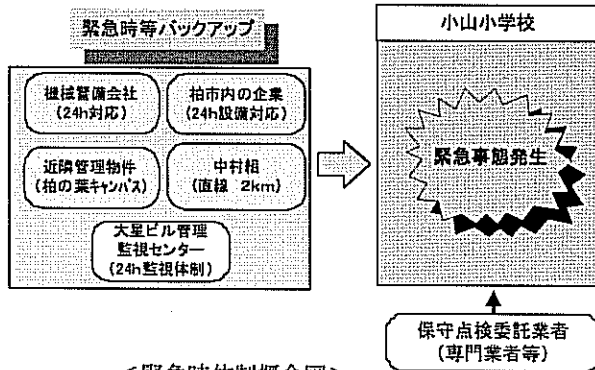 緊急時等バックアップ
小山小学校
機械警備会社
(24h対応)
柏市内の企業
(24h設備対応)
近隣管理物件
(柏の葉キャンパス)
中村組
(直線 2km)
大星ビル管理
監視センター
(24h監視体制)
緊急事態発生
保守点検委託業者
(専門業者等)
＜緊急時体制概念図＞